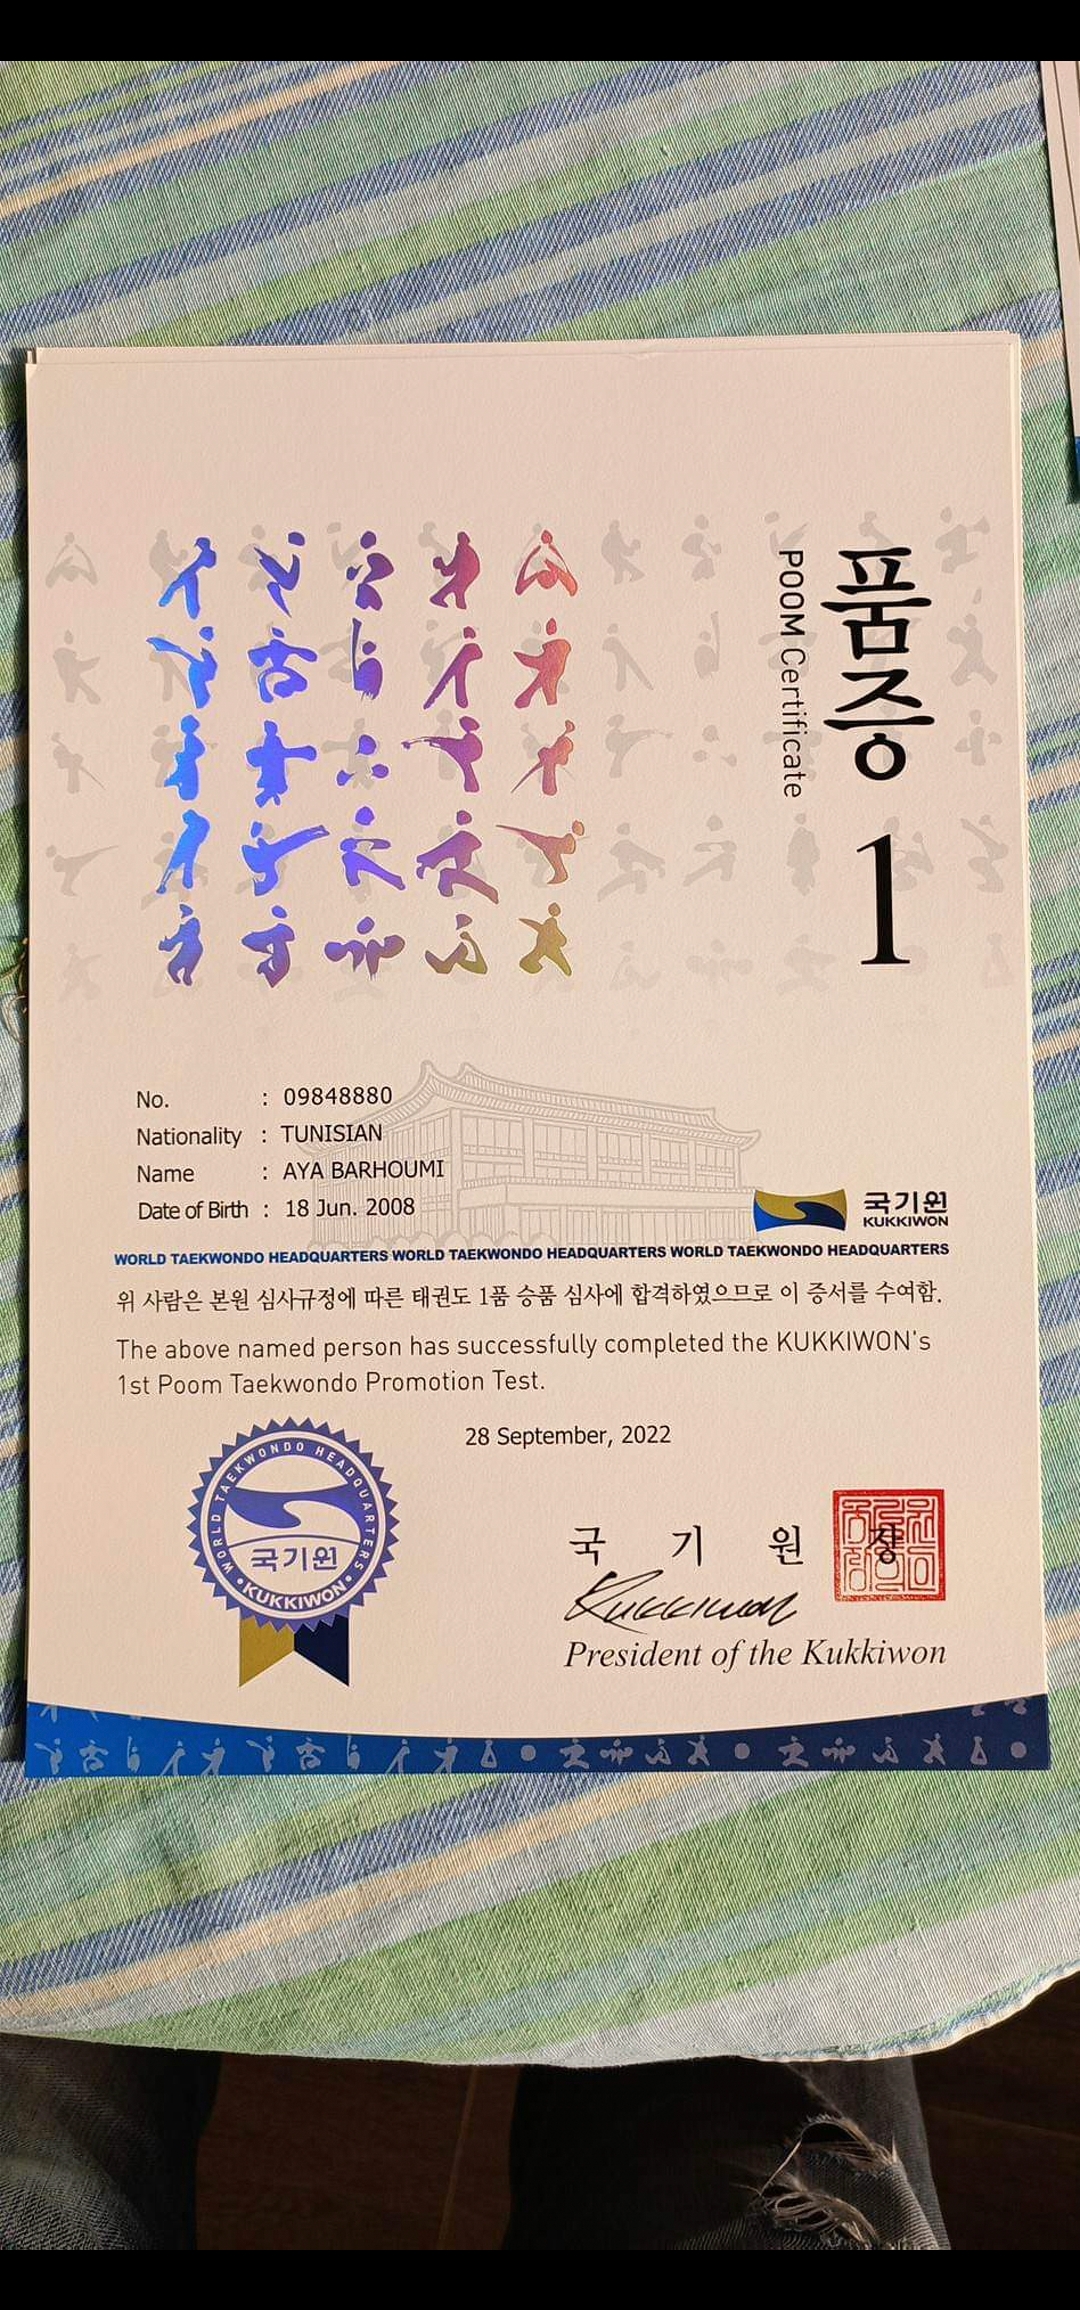 품증 1
POOM Certificate
No. : 09848880
Nationality : TUNISIAN
Name : AYA BARHOUMI
Date of Birth : 18 Jun. 2008
국기원
KUKKIWON
WORLD TAEKWONDO HEADQUARTERS WORLD TAEKWONDO HEADQUARTERS WORLD TAEKWONDO HEADQUARTERS
위 사람은 본원 심사규정에 따른 태권도 1품 승품 심사에 합격하였으므로 이 증서를 수여함.
The above named person has successfully completed the KUKKIWON's
1st Poom Taekwondo Promotion Test.
28 September, 2022
WORLD TAEKWONDO HEADQUARTERS
국기원
• KUKKIWON •
국 기 원 장
Kukkiwon
President of the Kukkiwon